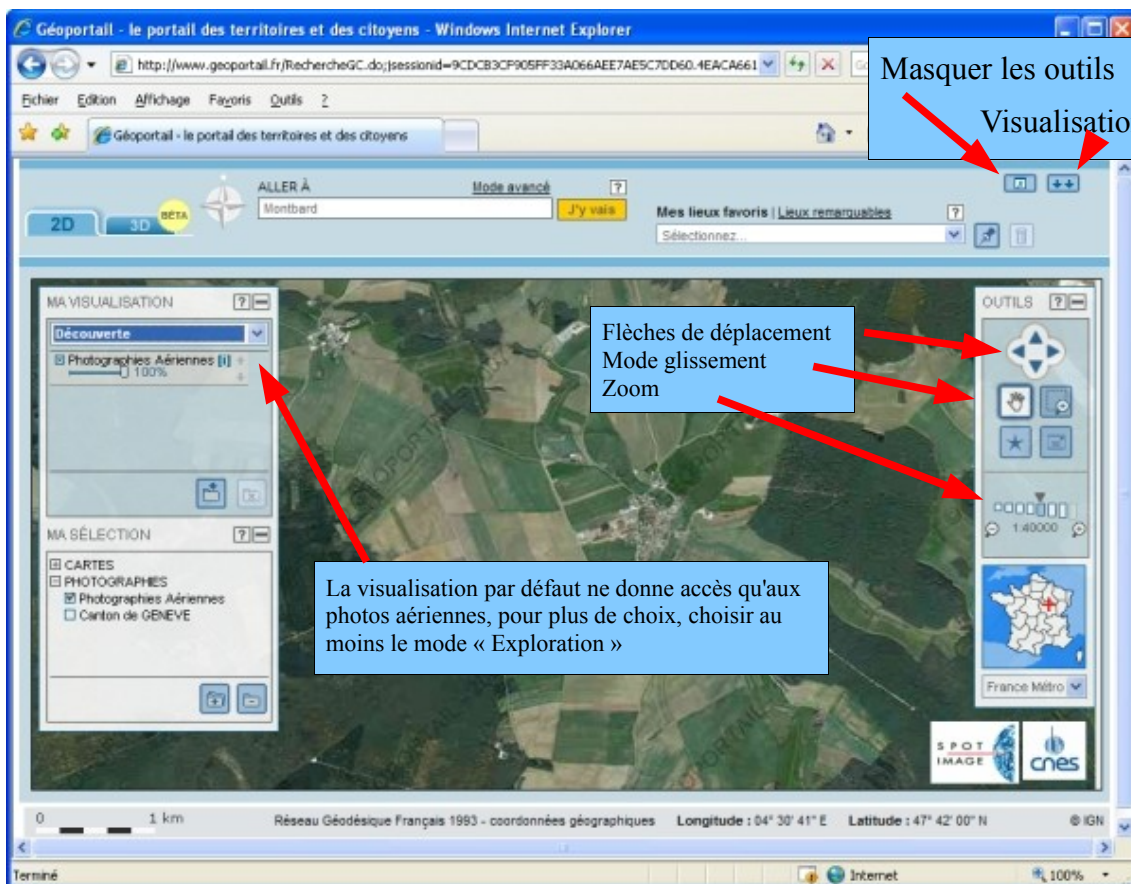 Géoportail - le portail des territoires et des citoyens - Windows Internet Explorer
http://www.geoportail.fr/RechercheGC.do;jsessionid=9CDCB3CF905FF33A066AEE7AE5C7DD60.4EACA661
Fichier Edition Affichage Favoris Outils ?
Géoportail - le portail des territoires et des citoyens
Masquer les outils
Visualisatio
2D
3D
BÉTA
ALLER À
Mode avancé
?
Montbard
J'y vais
Mes lieux favoris | Lieux remarquables
?
Sélectionnez...
MA VISUALISATION ?
Découverte
Photographies Aériennes [i]
100%
MA SÉLECTION ?
CARTES
PHOTOGRAPHIES
Photographies Aériennes
Canton de GENEVE
Flèches de déplacement
Mode glissement
Zoom
La visualisation par défaut ne donne accès qu'aux
photos aériennes, pour plus de choix, choisir au
moins le mode « Exploration »
OUTILS ?
1:40000
France Métro
SPOT
IMAGE
cnes
0 1 km
Réseau Géodésique Français 1993 - coordonnées géographiques Longitude : 04° 30' 41" E Latitude : 47° 42' 00" N © IGN
Terminé
Internet
100%